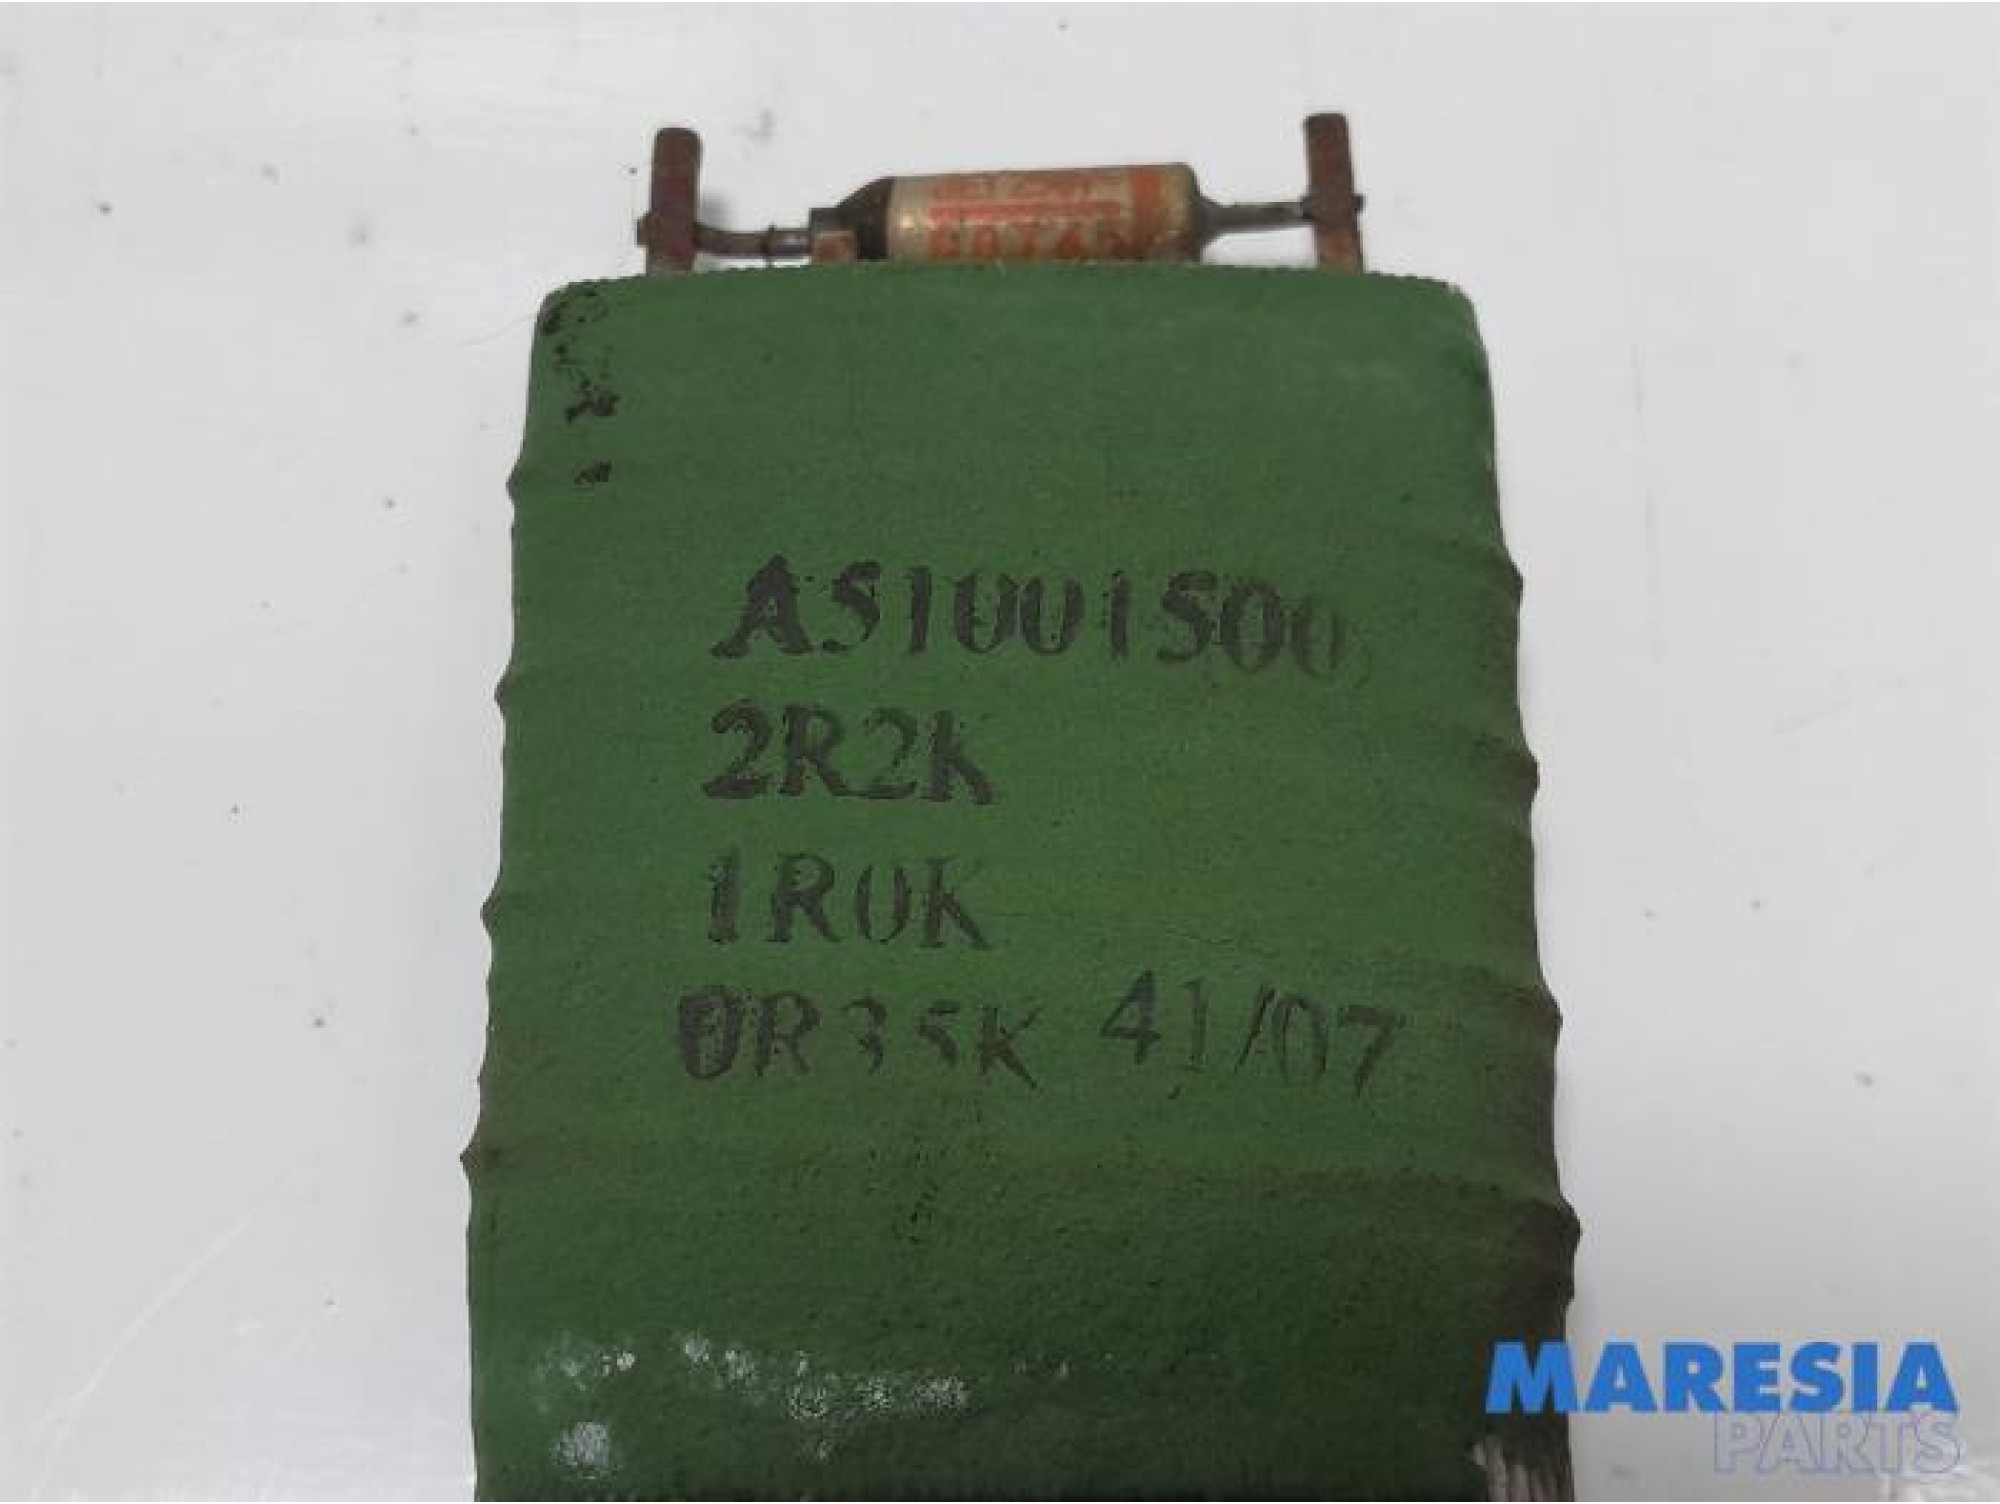 A51001500
2R2K
1R0K
0R35K 41/07
MARESIA
PARTS